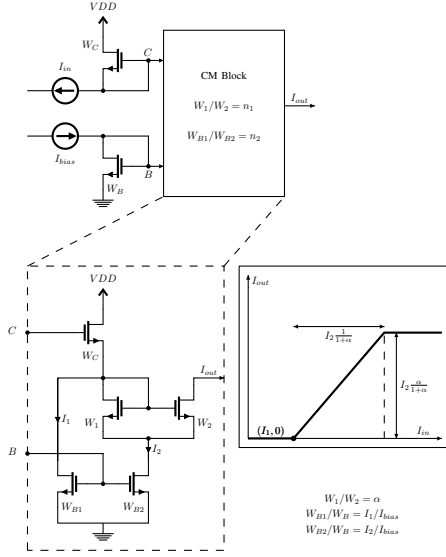 VDD
W_C
C
I_in
CM Block
W_1/W_2 = n_1
I_out
W_B1/W_B2 = n_2
I_bias
B
W_B
VDD
C
W_C
I_out
I_1
W_1
W_2
B
I_2
W_B1
W_B2
I_out
I_2 1/(1+α)
I_2 α/(1+α)
(I_1, 0)
I_in
W_1/W_2 = α
W_B1/W_B = I_1/I_bias
W_B2/W_B = I_2/I_bias